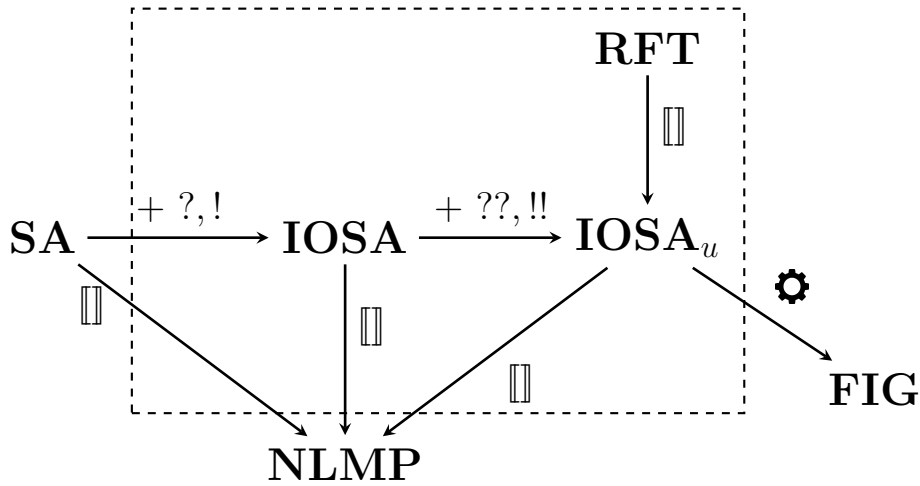 RFT
⟦⟧
+ ?, !
+ ??, !!
SA
IOSA
IOSA_u
⟦⟧
⟦⟧
⟦⟧
FIG
NLMP